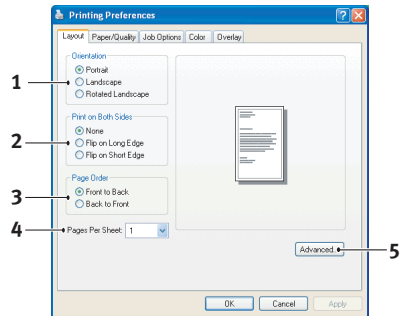 Printing Preferences
Layout Paper/Quality Job Options Color Overlay
Orientation
Portrait
1
Landscape
Rotated Landscape
Print on Both Sides
None
2
Flip on Long Edge
Flip on Short Edge
Page Order
3
Front to Back
Back to Front
4
Pages Per Sheet: 1
Advanced...
5
OK Cancel Apply